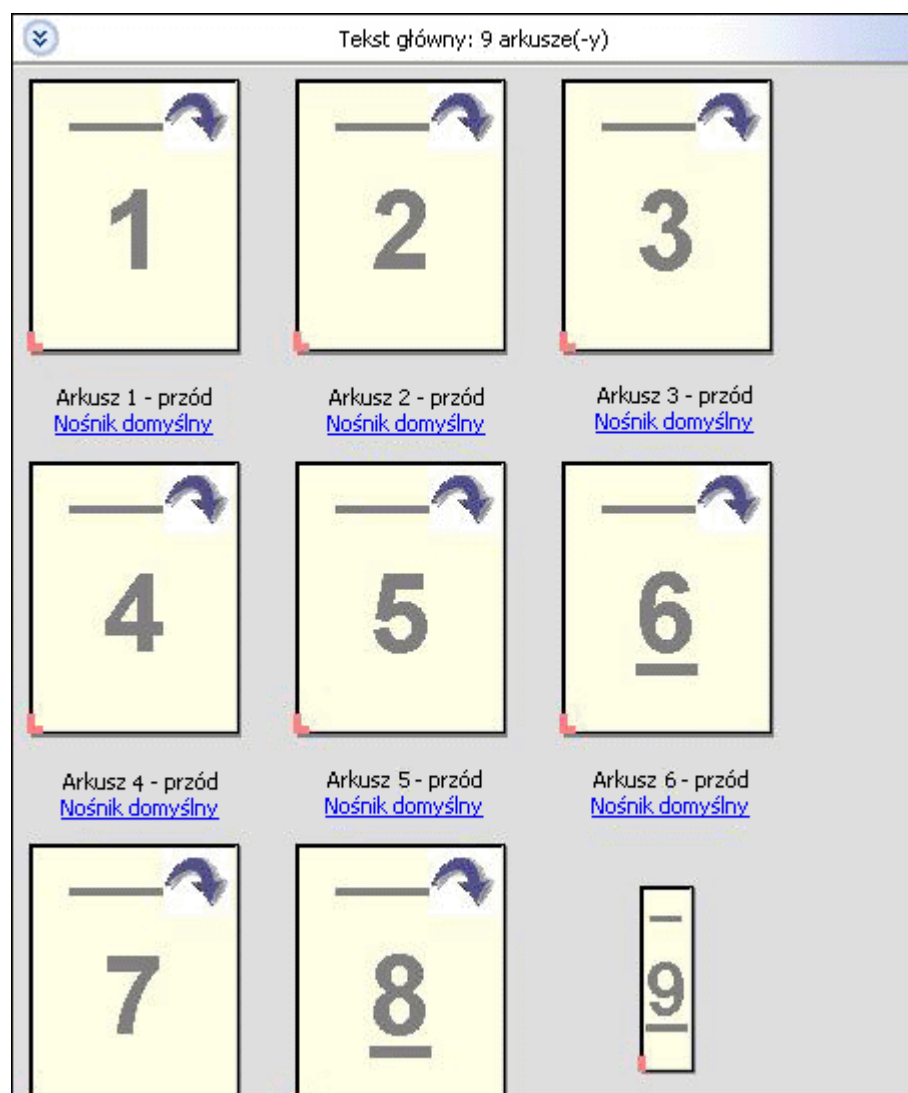 Tekst główny: 9 arkusze(-y)
1 2 3
Arkusz 1 - przód Arkusz 2 - przód Arkusz 3 - przód
Nośnik domyślny Nośnik domyślny Nośnik domyślny
4 5 6
Arkusz 4 - przód Arkusz 5 - przód Arkusz 6 - przód
Nośnik domyślny Nośnik domyślny Nośnik domyślny
7 8 9